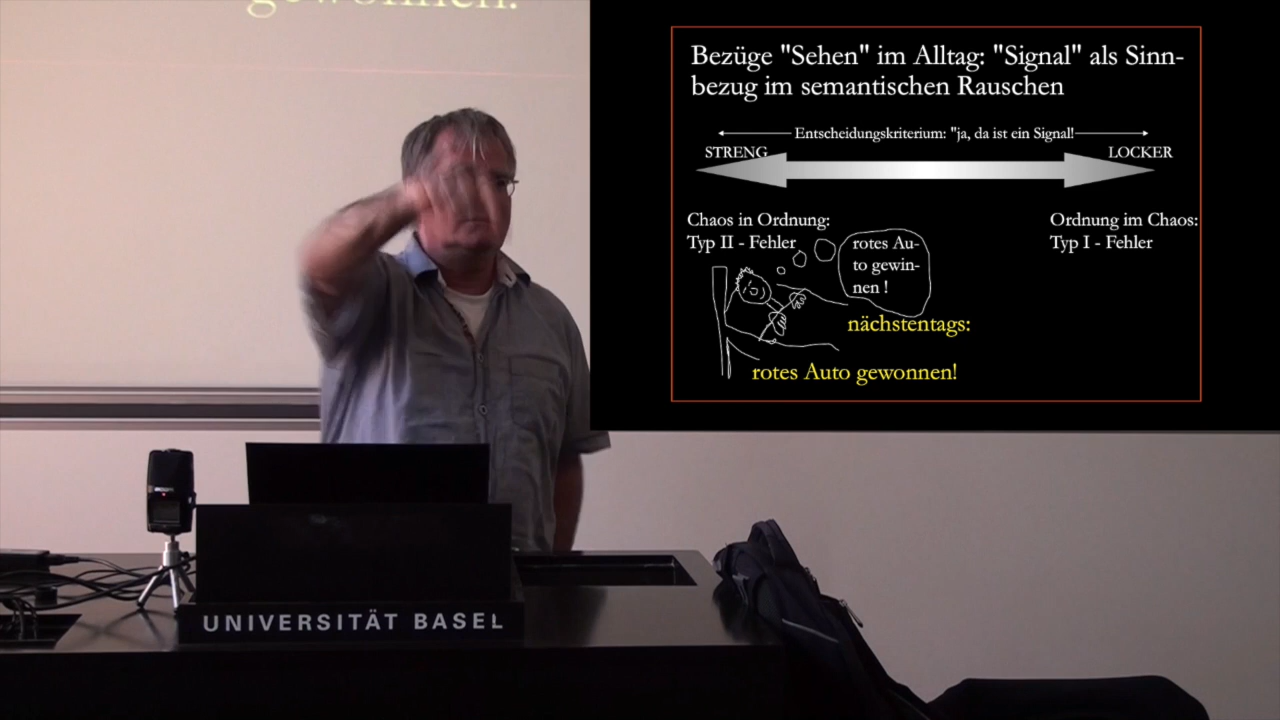 gewonnen.
Bezüge "Sehen" im Alltag: "Signal" als Sinn-
bezug im semantischen Rauschen
Entscheidungskriterium: "ja, da ist ein Signal!
STRENG
LOCKER
Chaos in Ordnung:
Typ II - Fehler
Ordnung im Chaos:
Typ I - Fehler
rotes Au-
to gewin-
nen !
nächstentags:
rotes Auto gewonnen!
UNIVERSITÄT BASEL